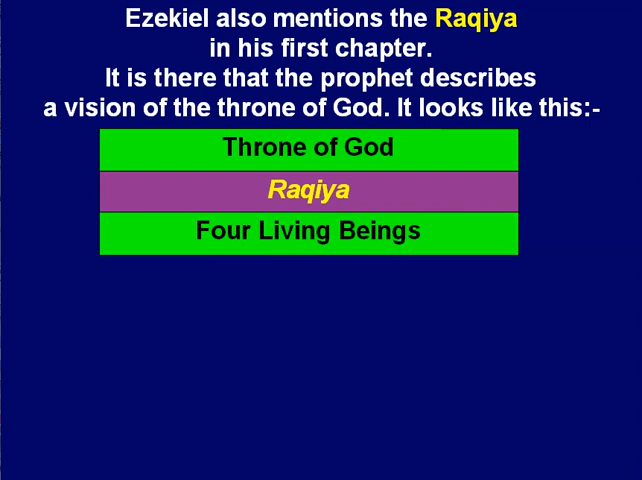 Ezekiel also mentions the Raqiya
in his first chapter.
It is there that the prophet describes
a vision of the throne of God. It looks like this:-
Throne of God
Raqiya
Four Living Beings